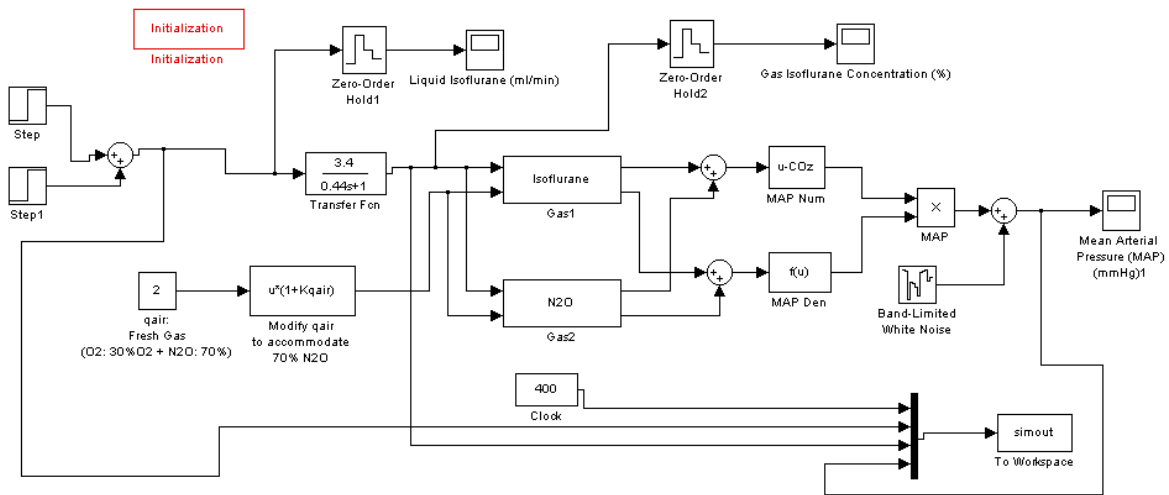 Initialization
Initialization
Zero-Order
Hold1
Liquid Isoflurane (ml/min)
Zero-Order
Hold2
Gas Isoflurane Concentration (%)
Step
Step1
+
+
3.4
0.44s+1
Transfer Fcn
Isoflurane
Gas1
+
+
u-COz
MAP Num
×
MAP
+
+
Mean Arterial
Pressure (MAP)
(mmHg)1
2
qair:
Fresh Gas
(O2: 30%O2 + N2O: 70%)
u*(1+Kqair)
Modify qair
to accommodate
70% N2O
N2O
Gas2
+
+
f(u)
MAP Den
Band-Limited
White Noise
400
Clock
simout
To Workspace